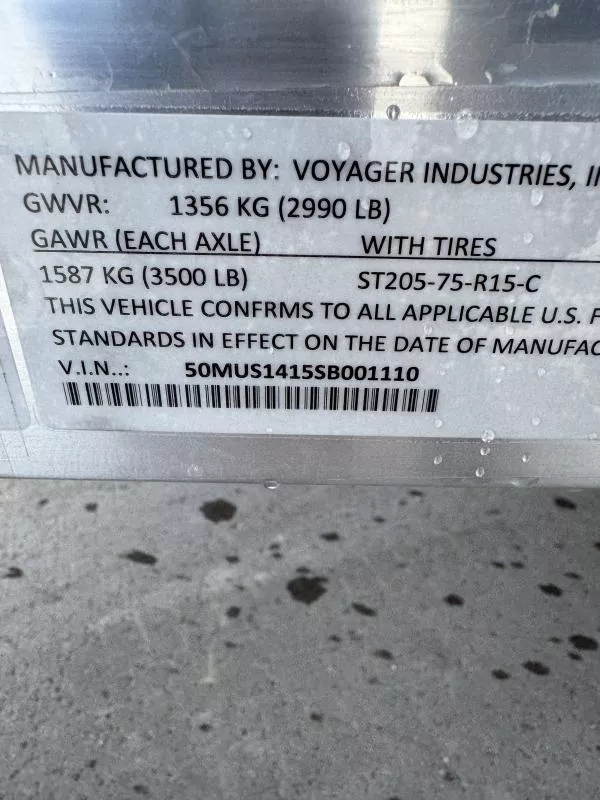 MANUFACTURED BY: VOYAGER INDUSTRIES,
GWVR: 1356 KG (2990 LB)
GAWR (EACH AXLE) WITH TIRES
1587 KG (3500 LB) ST205-75-R15-C
THIS VEHICLE CONFRMS TO ALL APPLICABLE U.S. F
STANDARDS IN EFFECT ON THE DATE OF MANUFAC
V.I.N..: 50MUS1415SB001110